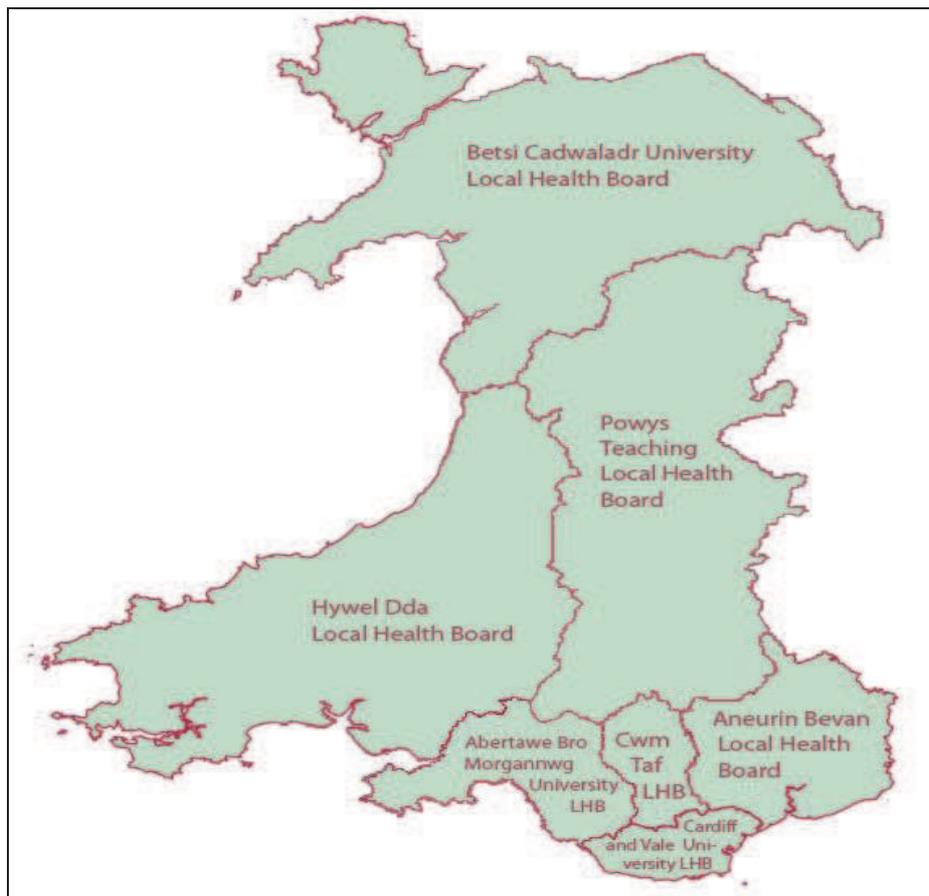 Betsi Cadwaladr University
Local Health Board
Powys
Teaching
Local Health
Board
Hywel Dda
Local Health Board
Abertawe Bro
Morgannwg
University
LHB
Cwm
Taf
LHB
Aneurin Bevan
Local Health
Board
Cardiff
and Vale Uni-
versity LHB